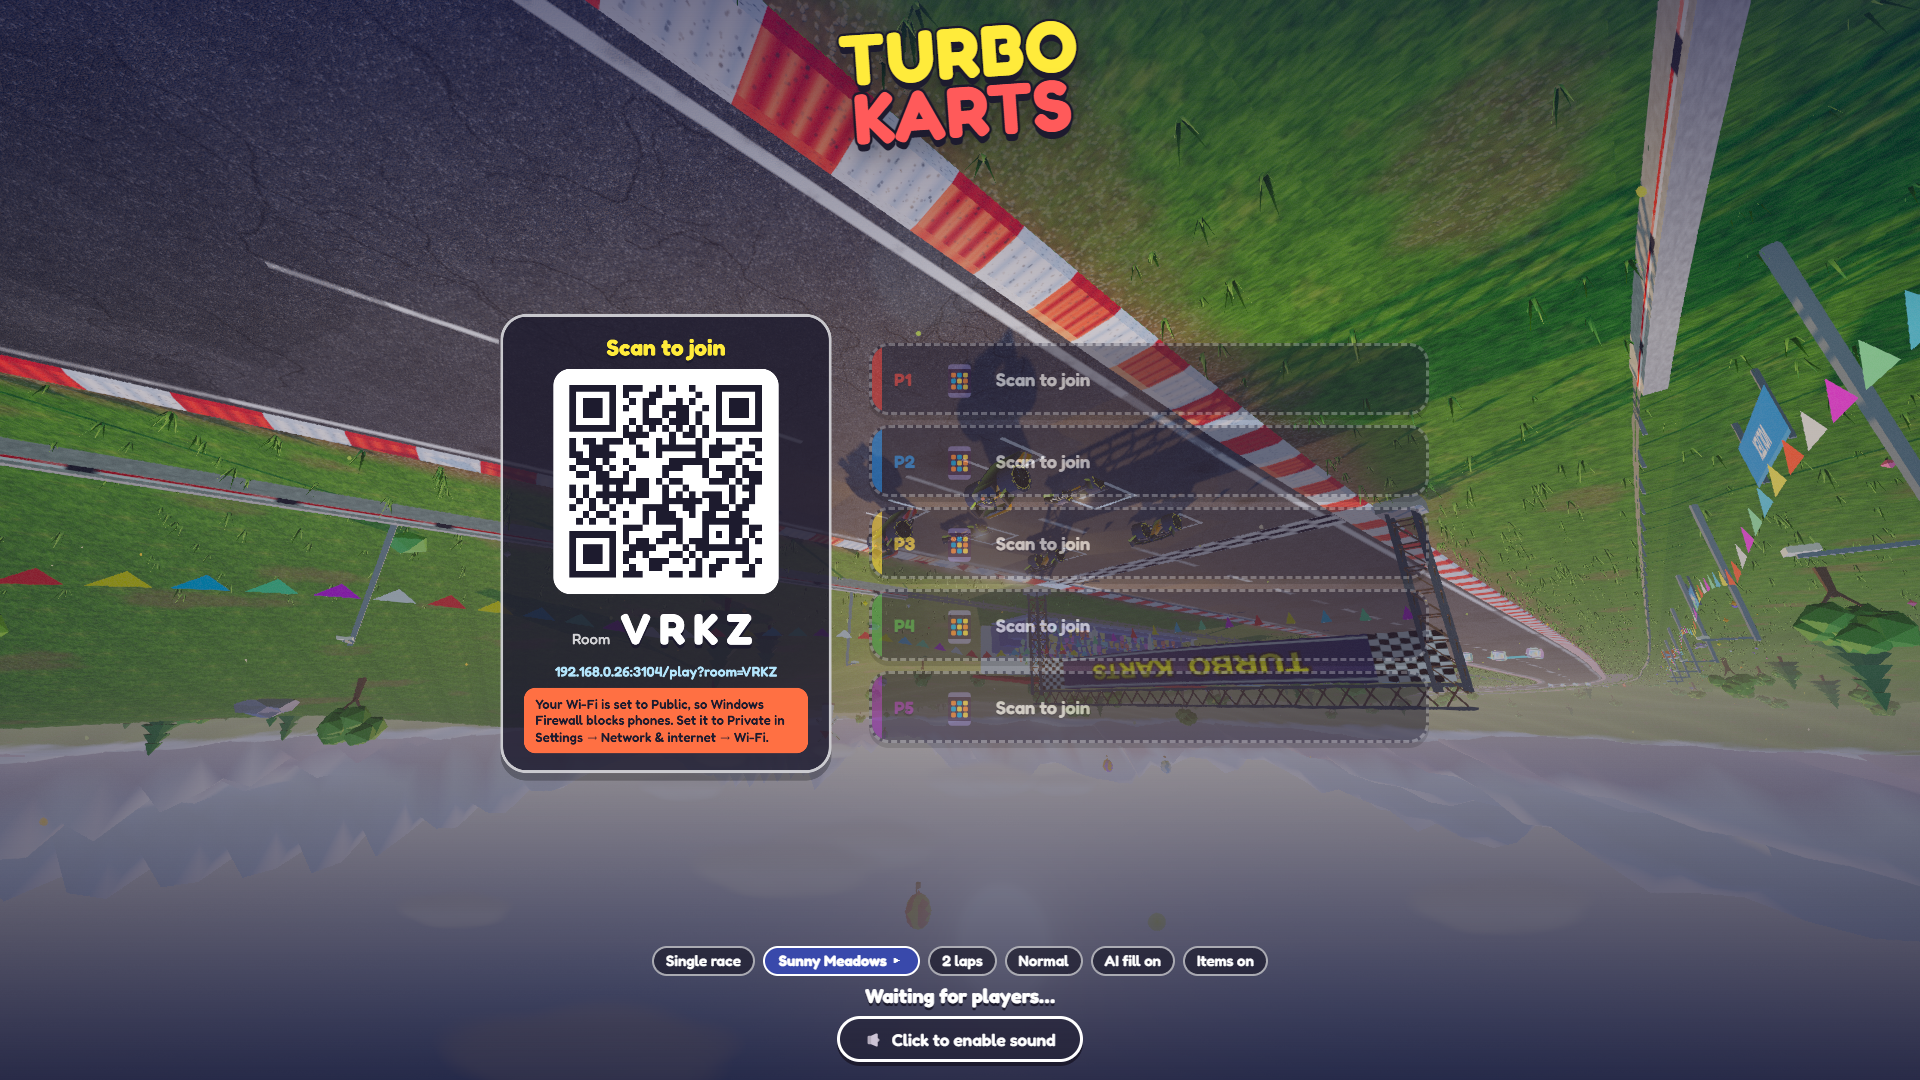 TURBO
KARTS
Scan to join
Room VRKZ
192.168.0.26:3104/play?room=VRKZ
Your Wi-Fi is set to Public, so Windows
Firewall blocks phones. Set it to Private in
Settings → Network & internet → Wi-Fi.
P1 Scan to join
P2 Scan to join
P3 Scan to join
P4 Scan to join
TURBO KARTS
P5 Scan to join
Single race
Sunny Meadows ▸
2 laps
Normal
AI fill on
Items on
Waiting for players...
Click to enable sound